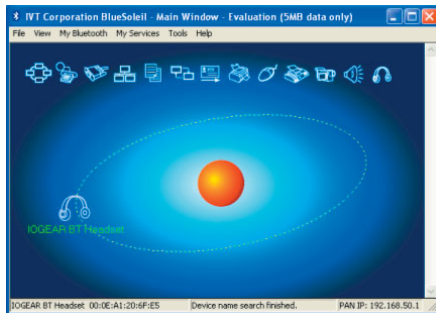 IVT Corporation BlueSoleil - Main Window - Evaluation (5MB data only)
File View My Bluetooth My Services Tools Help
IOGEAR BT Headset
IOGEAR BT Headset 00:0E:A1:20:6F:E5 Device name search finished. PAN IP: 192.168.50.1